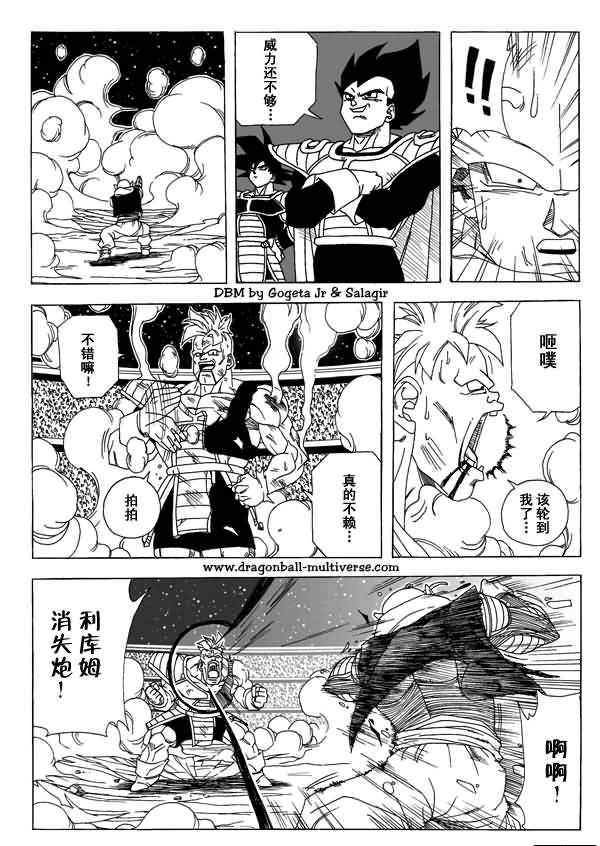 威力还
不够…
!!
DBM by Gogeta Jr & Salagir
不错嘛！
真的不赖…
拍拍
咂噗
该轮到
我了…
www.dragonball-multiverse.com
利库姆
消失炮！
啊啊！